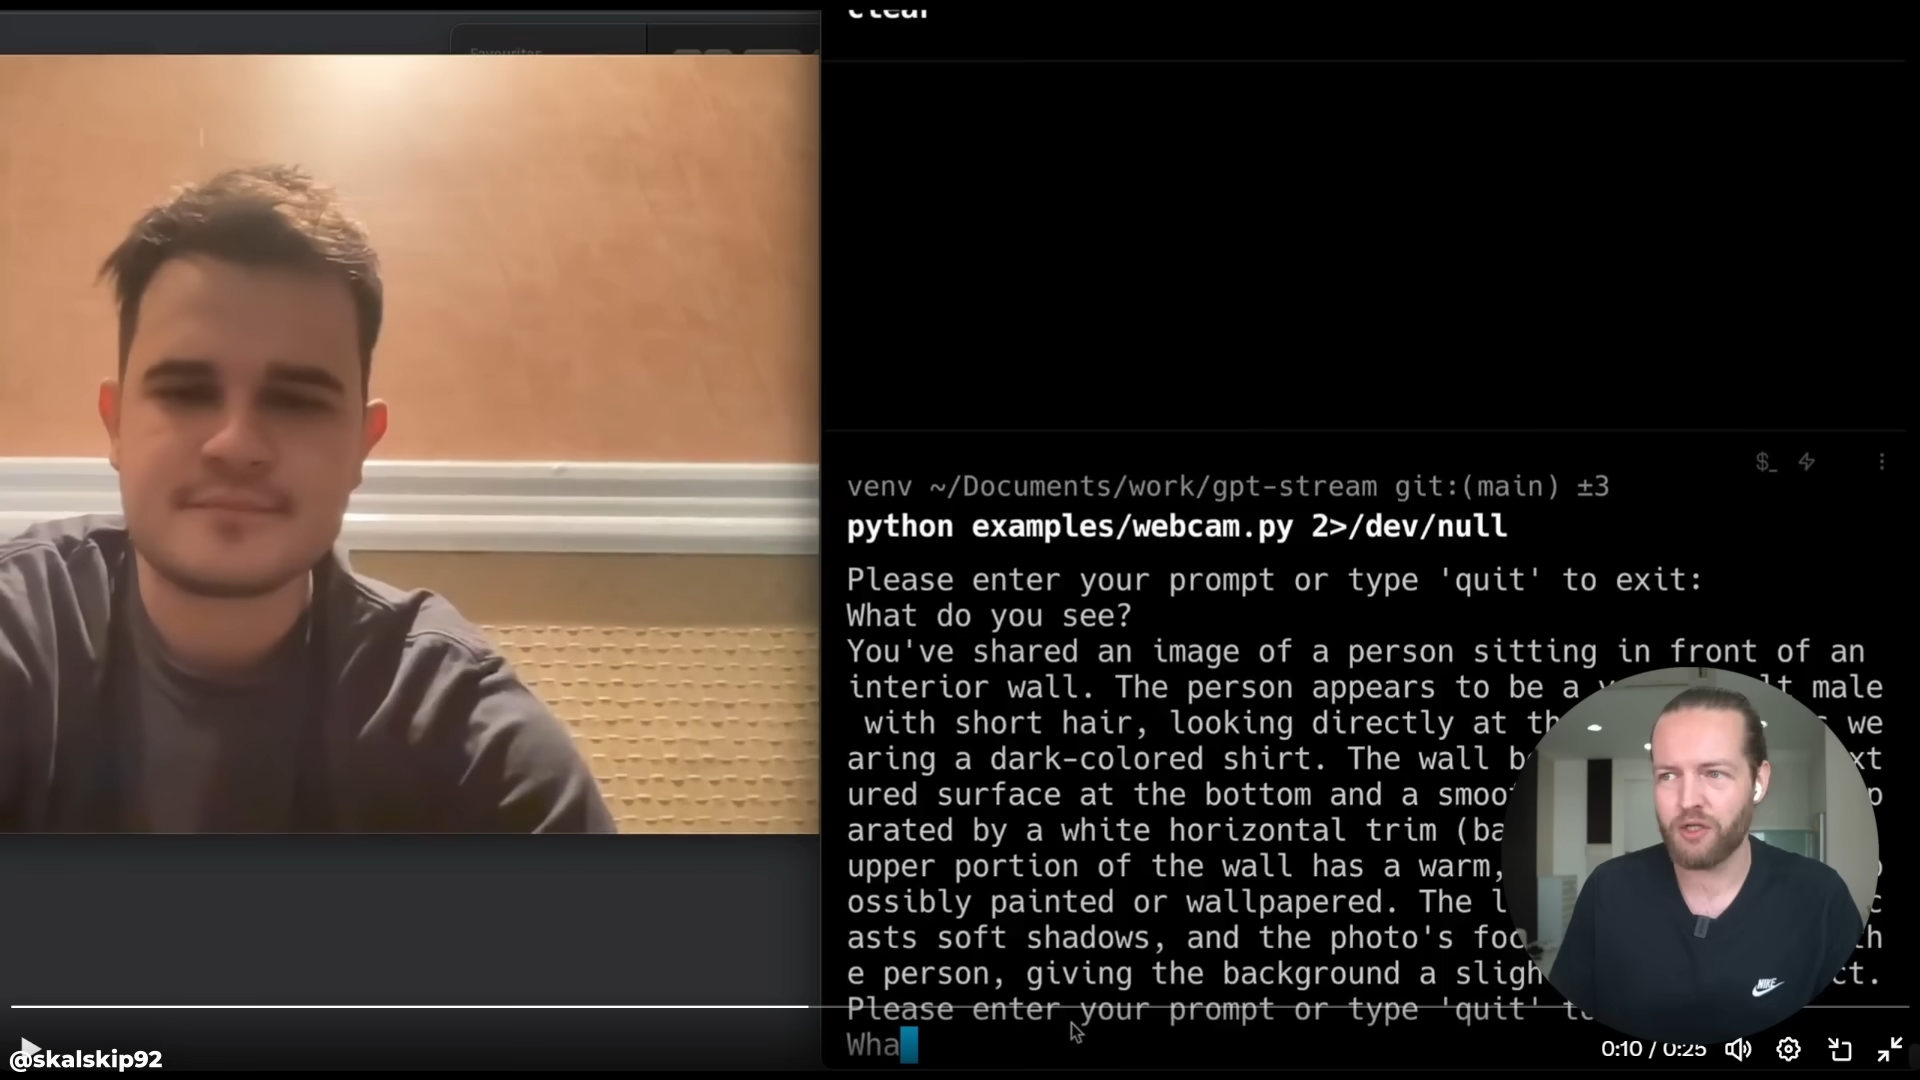 clear
Favourites
venv ~/Documents/work/gpt-stream git:(main) ±3
$_
python examples/webcam.py 2>/dev/null
Please enter your prompt or type 'quit' to exit:
What do you see?
You've shared an image of a person sitting in front of an
interior wall. The person appears to be a male
with short hair, looking directly at we
aring a dark-colored shirt. The wall xt
ured surface at the bottom and a p
arated by a white horizontal trim
upper portion of the wall has a warm,
ossibly painted or wallpapered. The c
asts soft shadows, and the photo's th
e person, giving the background a ct.
Please enter your prompt or type 'quit'
Wha
NIKE
@skalskip92
0:10 / 0:25